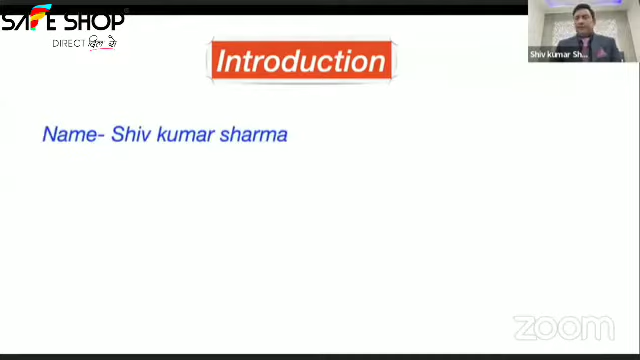 SAFE SHOP
DIRECT दिल से
Introduction
Shiv kumar Sh...
Name- Shiv kumar sharma
zoom